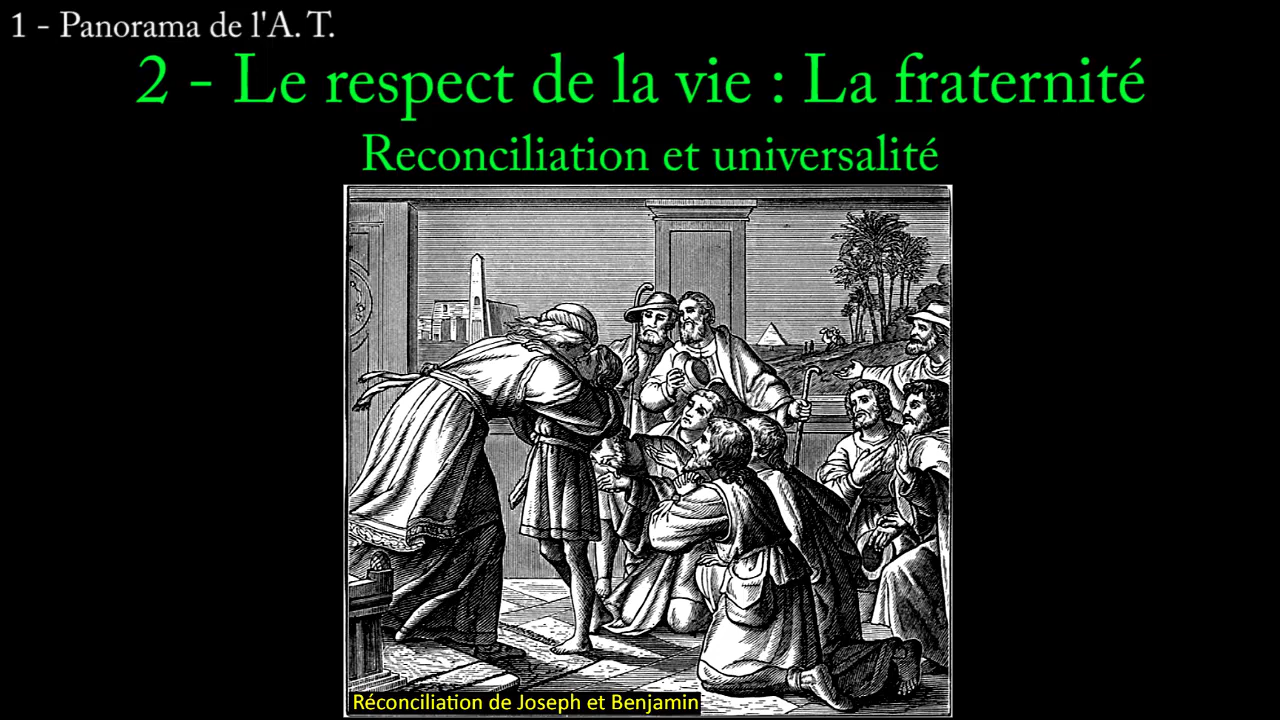 1 - Panorama de l'A. T.
2 - Le respect de la vie : La fraternité
Reconciliation et universalité
Réconciliation de Joseph et Benjamin